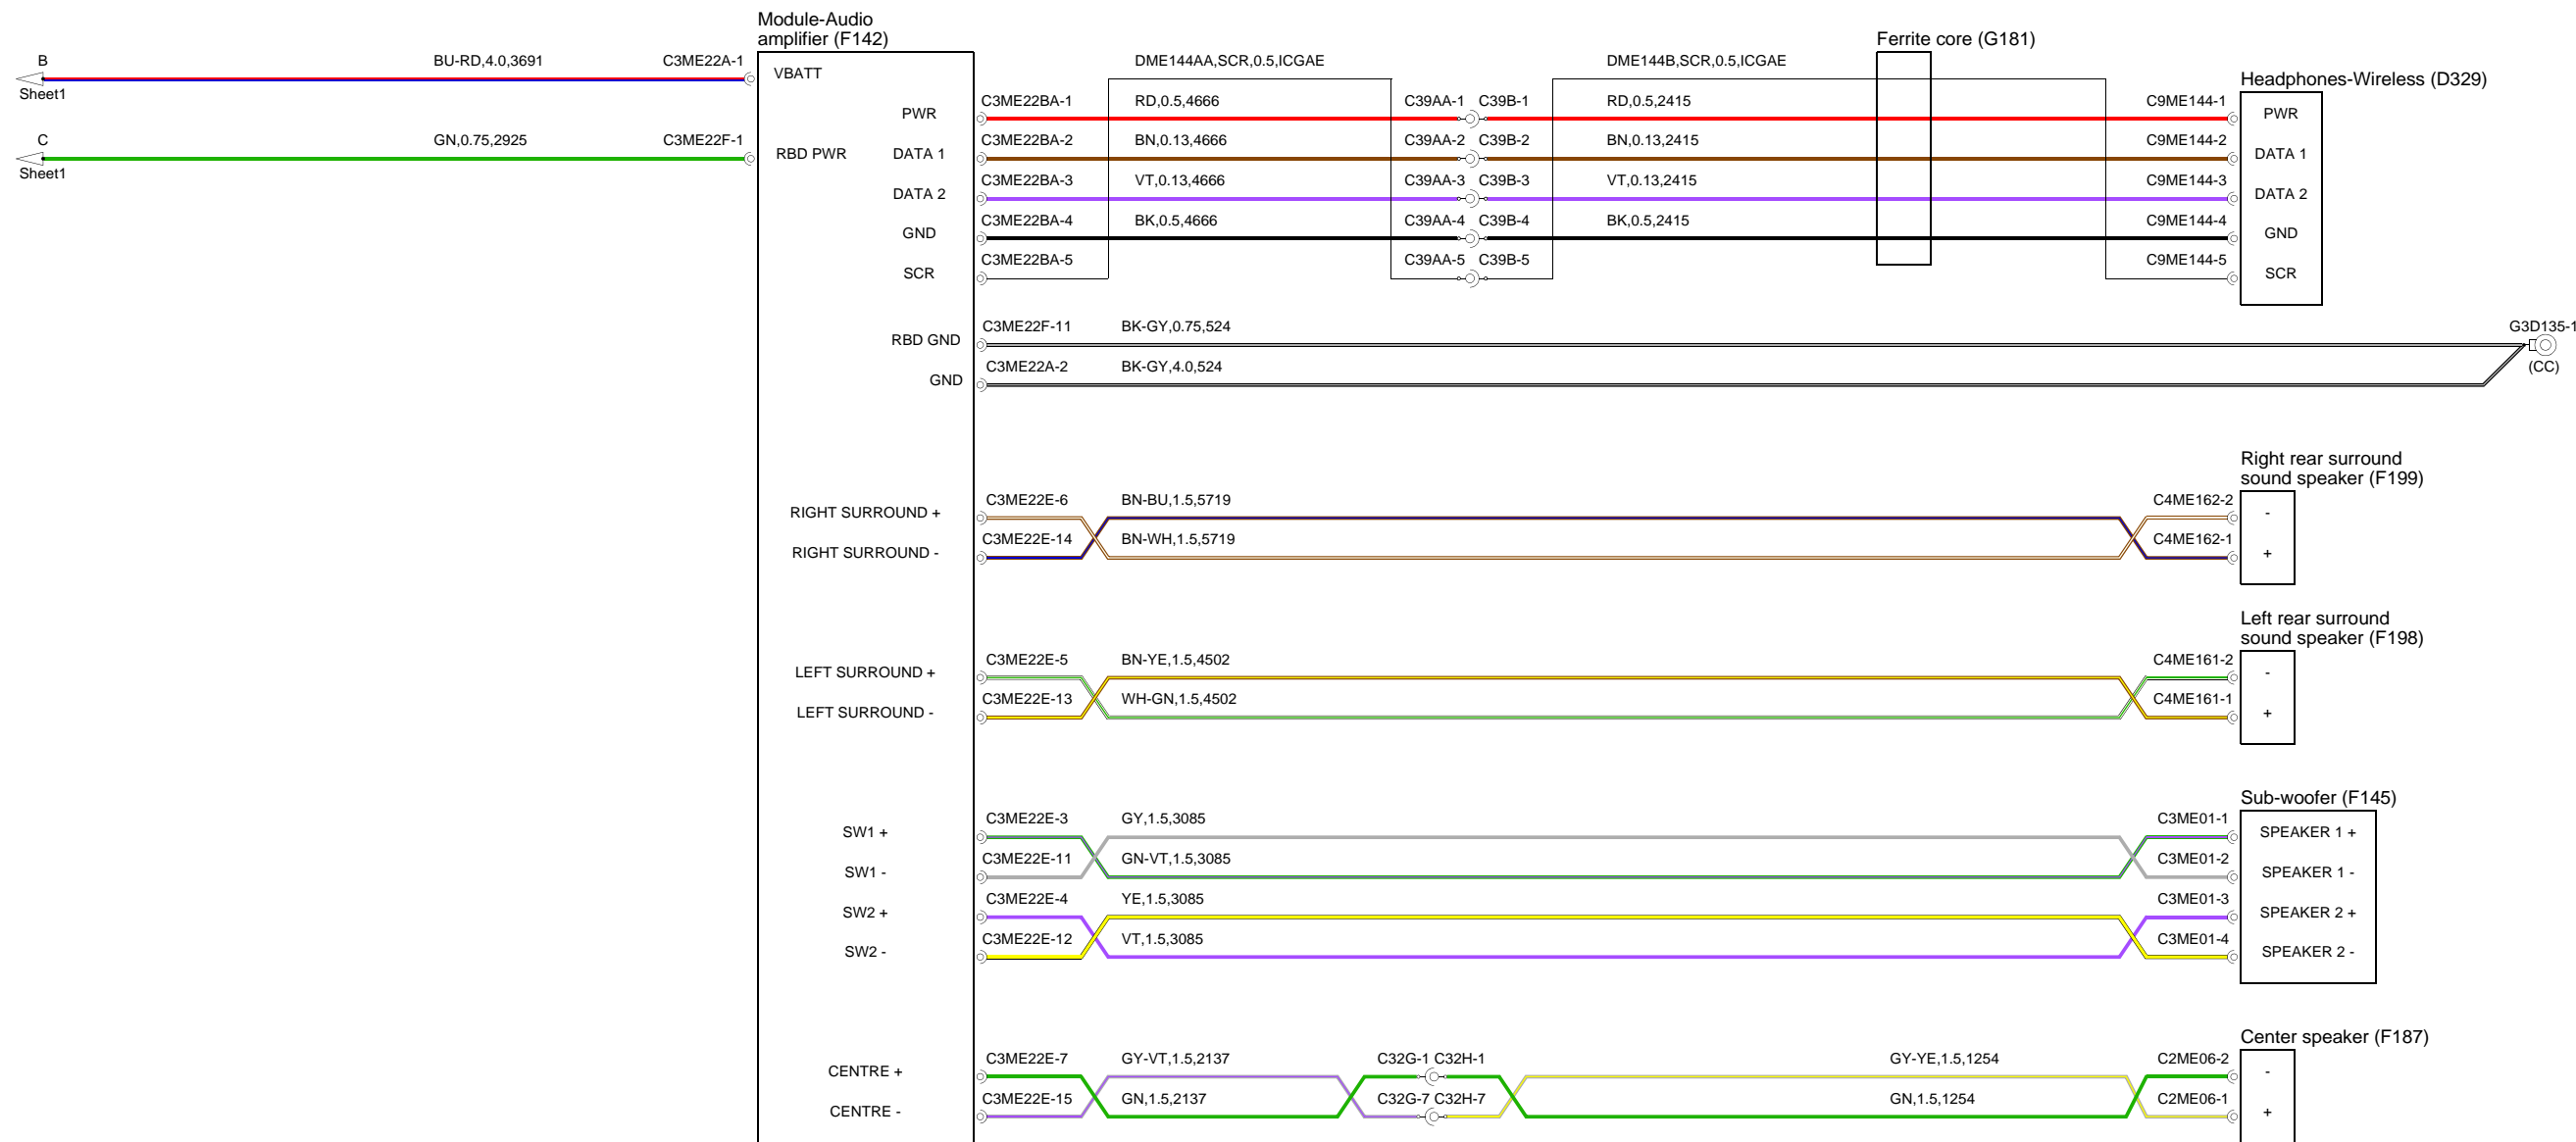 Module-Audio
amplifier (F142)
B
BU-RD,4.0,3691
C3ME22A-1
Sheet1
VBATT
C
GN,0.75,2925
C3ME22F-1
Sheet1
RBD PWR
DME144AA,SCR,0.5,ICGAE
DME144B,SCR,0.5,ICGAE
Ferrite core (G181)
Headphones-Wireless (D329)
PWR
C3ME22BA-1
RD,0.5,4666
C39AA-1
C39B-1
RD,0.5,2415
C9ME144-1
PWR
DATA 1
C3ME22BA-2
BN,0.13,4666
C39AA-2
C39B-2
BN,0.13,2415
C9ME144-2
DATA 1
DATA 2
C3ME22BA-3
VT,0.13,4666
C39AA-3
C39B-3
VT,0.13,2415
C9ME144-3
DATA 2
GND
C3ME22BA-4
BK,0.5,4666
C39AA-4
C39B-4
BK,0.5,2415
C9ME144-4
GND
SCR
C3ME22BA-5
C39AA-5
C39B-5
C9ME144-5
SCR
RBD GND
C3ME22F-11
BK-GY,0.75,524
G3D135-1
(CC)
GND
C3ME22A-2
BK-GY,4.0,524
Right rear surround
sound speaker (F199)
RIGHT SURROUND +
C3ME22E-6
BN-BU,1.5,5719
C4ME162-2
-
RIGHT SURROUND -
C3ME22E-14
BN-WH,1.5,5719
C4ME162-1
+
Left rear surround
sound speaker (F198)
LEFT SURROUND +
C3ME22E-5
BN-YE,1.5,4502
C4ME161-2
-
LEFT SURROUND -
C3ME22E-13
WH-GN,1.5,4502
C4ME161-1
+
Sub-woofer (F145)
SW1 +
C3ME22E-3
GY,1.5,3085
C3ME01-1
SPEAKER 1 +
SW1 -
C3ME22E-11
GN-VT,1.5,3085
C3ME01-2
SPEAKER 1 -
SW2 +
C3ME22E-4
YE,1.5,3085
C3ME01-3
SPEAKER 2 +
SW2 -
C3ME22E-12
VT,1.5,3085
C3ME01-4
SPEAKER 2 -
Center speaker (F187)
CENTRE +
C3ME22E-7
GY-VT,1.5,2137
C32G-1 C32H-1
GY-YE,1.5,1254
C2ME06-2
-
CENTRE -
C3ME22E-15
GN,1.5,2137
C32G-7 C32H-7
GN,1.5,1254
C2ME06-1
+